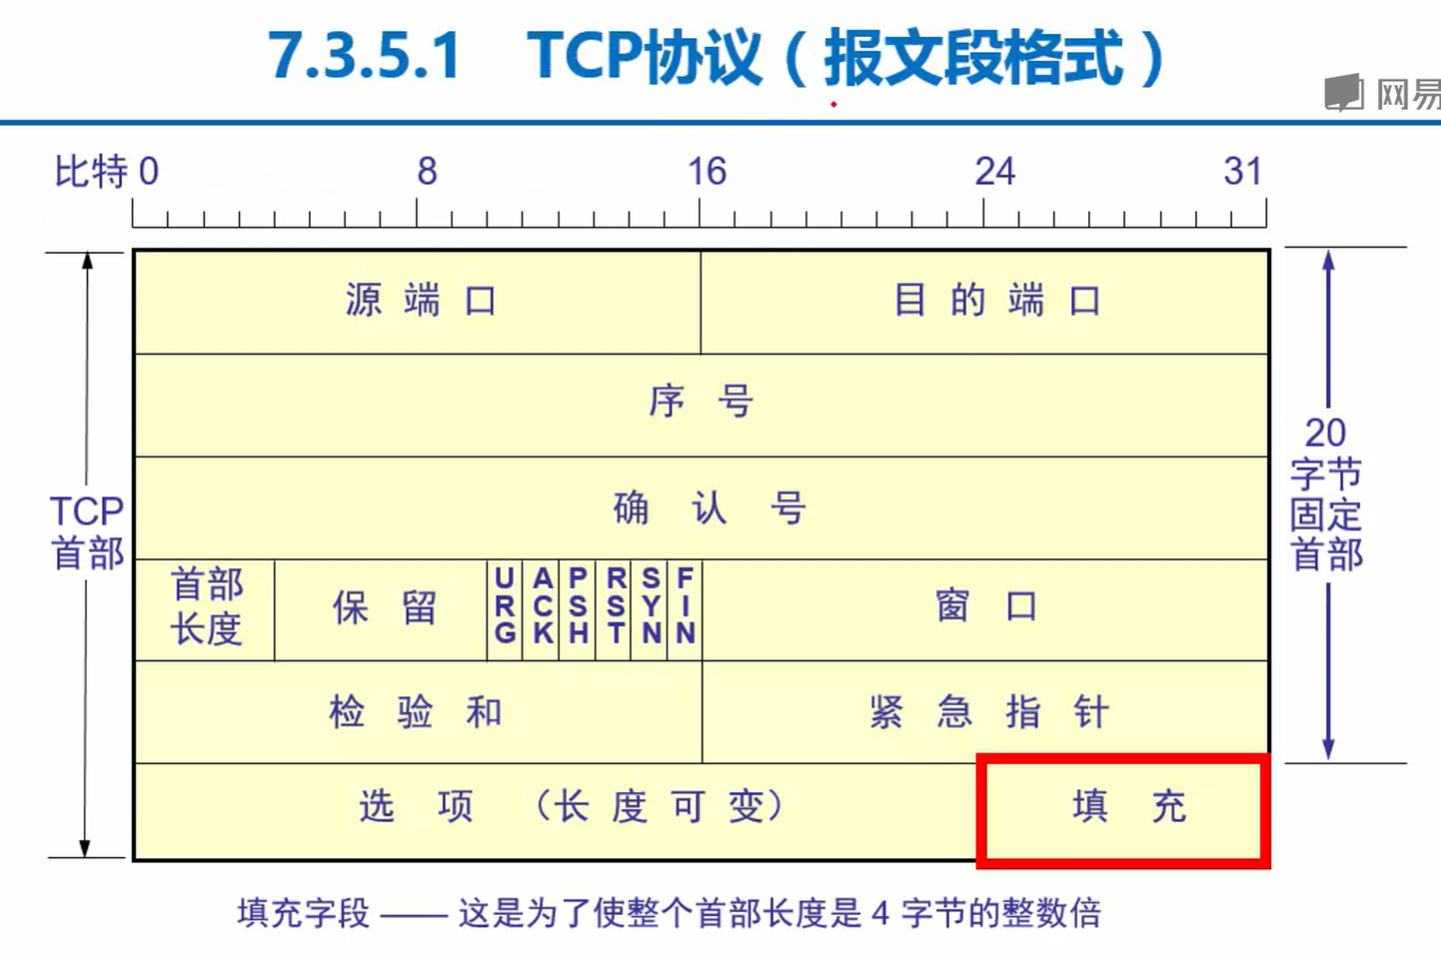 7.3.5.1 TCP协议（报文段格式）
网易
比特 0 8 16 24 31
源端口 目的端口
序号
确认号
TCP
首部
20
字节
固定
首部
首部
长度
保留
URG
ACK
PSH
RST
SYN
FIN
窗口
检验和 紧急指针
选项 （长度可变） 填充
填充字段 —— 这是为了使整个首部长度是 4 字节的整数倍